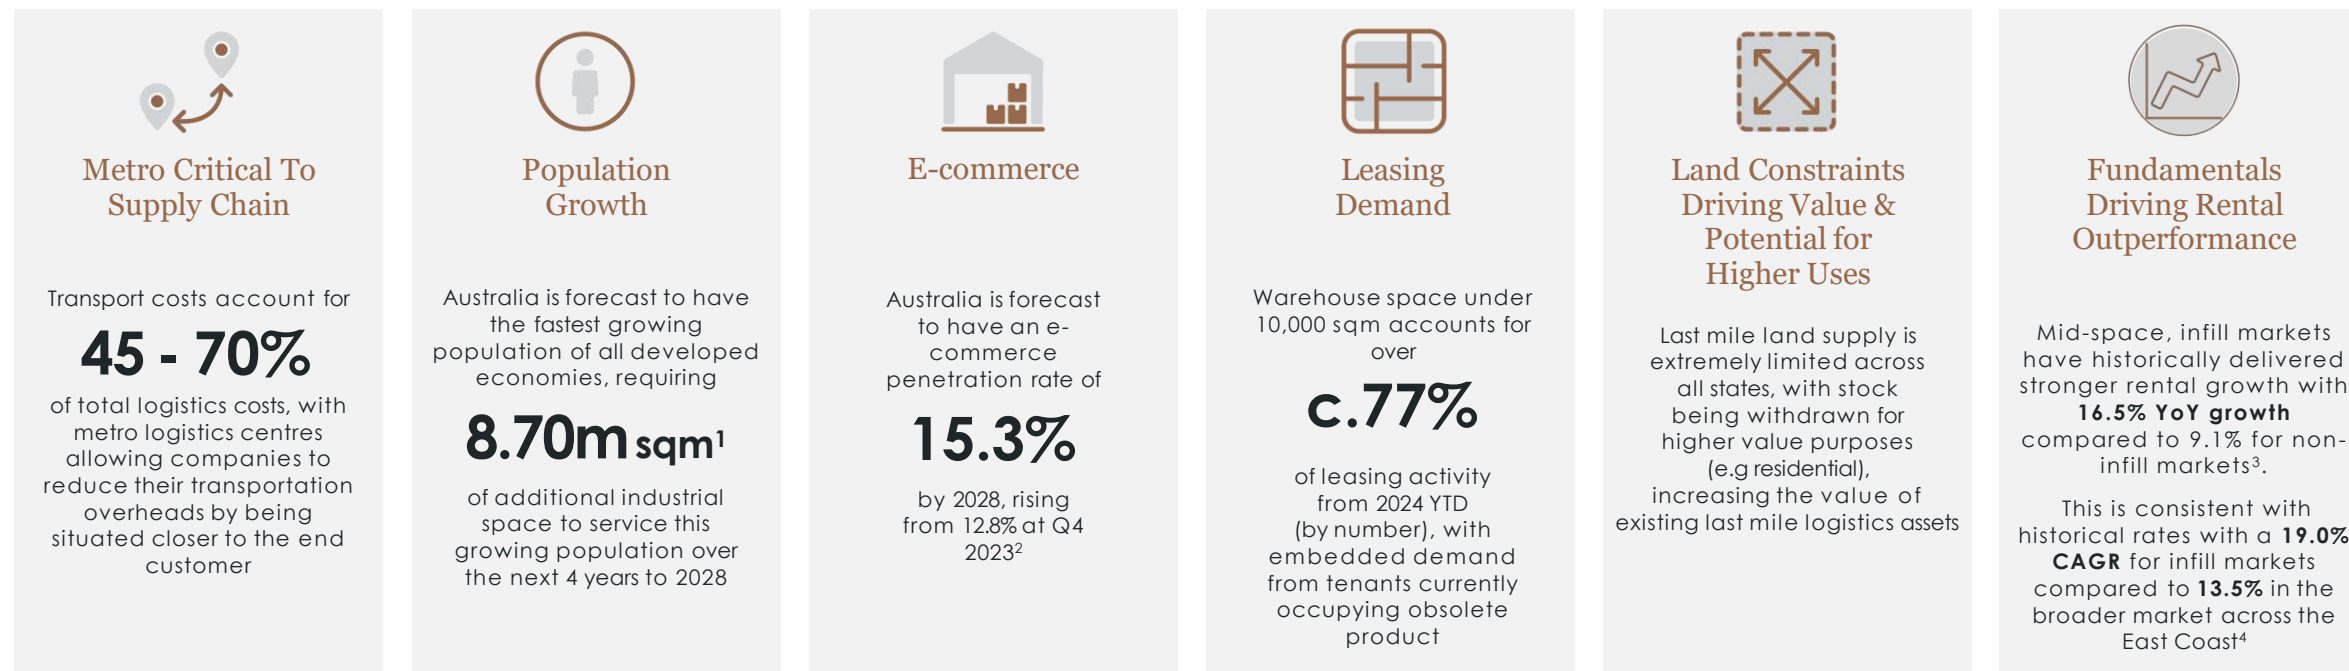 Metro Critical To
Supply Chain
Transport costs account for
45 - 70%
of total logistics costs, with
metro logistics centres
allowing companies to
reduce their transportation
overheads by being
situated closer to the end
customer
Population
Growth
Australia is forecast to have
the fastest growing
population of all developed
economies, requiring
8.70m sqm¹
of additional industrial
space to service this
growing population over
the next 4 years to 2028
E-commerce
Australia is forecast
to have an e-
commerce
penetration rate of
15.3%
by 2028, rising
from 12.8% at Q4
2023²
Leasing
Demand
Warehouse space under
10,000 sqm accounts for
over
c.77%
of leasing activity
from 2024 YTD
(by number), with
embedded demand
from tenants currently
occupying obsolete
product
Land Constraints
Driving Value &
Potential for
Higher Uses
Last mile land supply is
extremely limited across
all states, with stock
being withdrawn for
higher value purposes
(e.g residential),
increasing the value of
existing last mile logistics assets
Fundamentals
Driving Rental
Outperformance
Mid-space, infill markets
have historically delivered
stronger rental growth with
16.5% YoY growth
compared to 9.1% for non-
infill markets³.
This is consistent with
historical rates with a 19.0%
CAGR for infill markets
compared to 13.5% in the
broader market across the
East Coast⁴